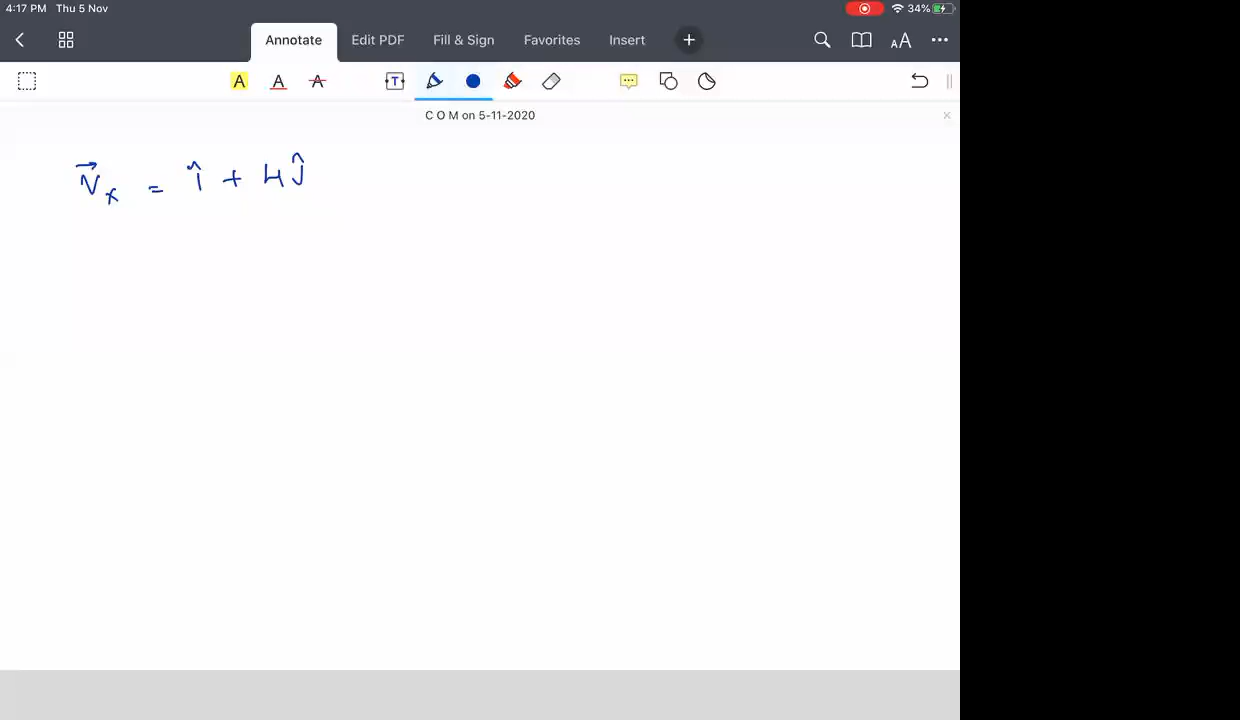 4:17 PM Thu 5 Nov 34%
Annotate Edit PDF Fill & Sign Favorites Insert + AA
A A A T
C O M on 5-11-2020 ×
V⃗ₓ = î + 4ĵ